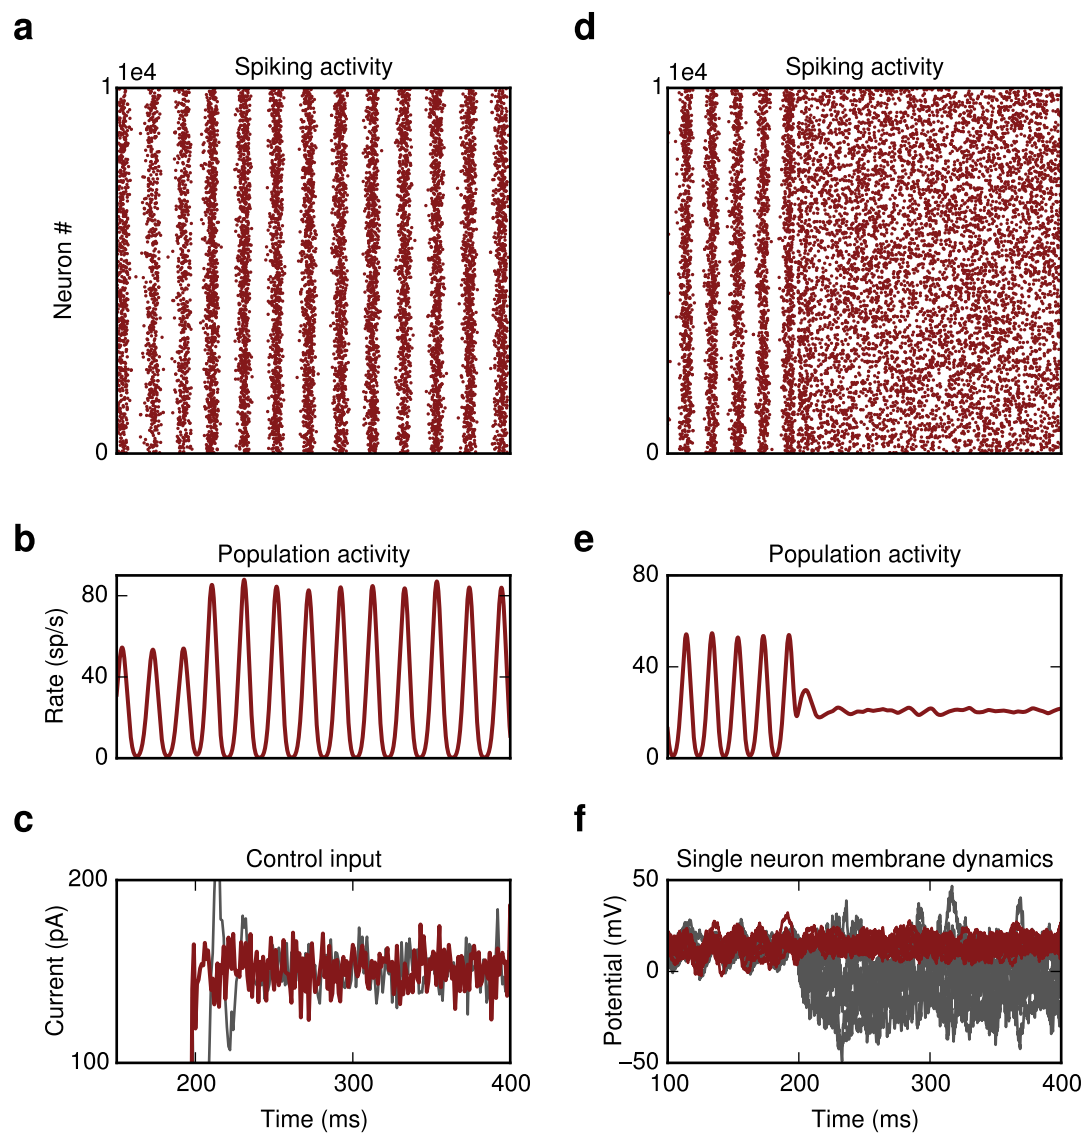 a
Spiking activity
1 1e4
Neuron #
0
b
Population activity
80
40
0
Rate (sp/s)
c
Control input
200
100
Current (pA)
200 300 400
Time (ms)
d
Spiking activity
1 1e4
0
e
Population activity
80
40
0
f
Single neuron membrane dynamics
50
0
−50
Potential (mV)
100 200 300 400
Time (ms)